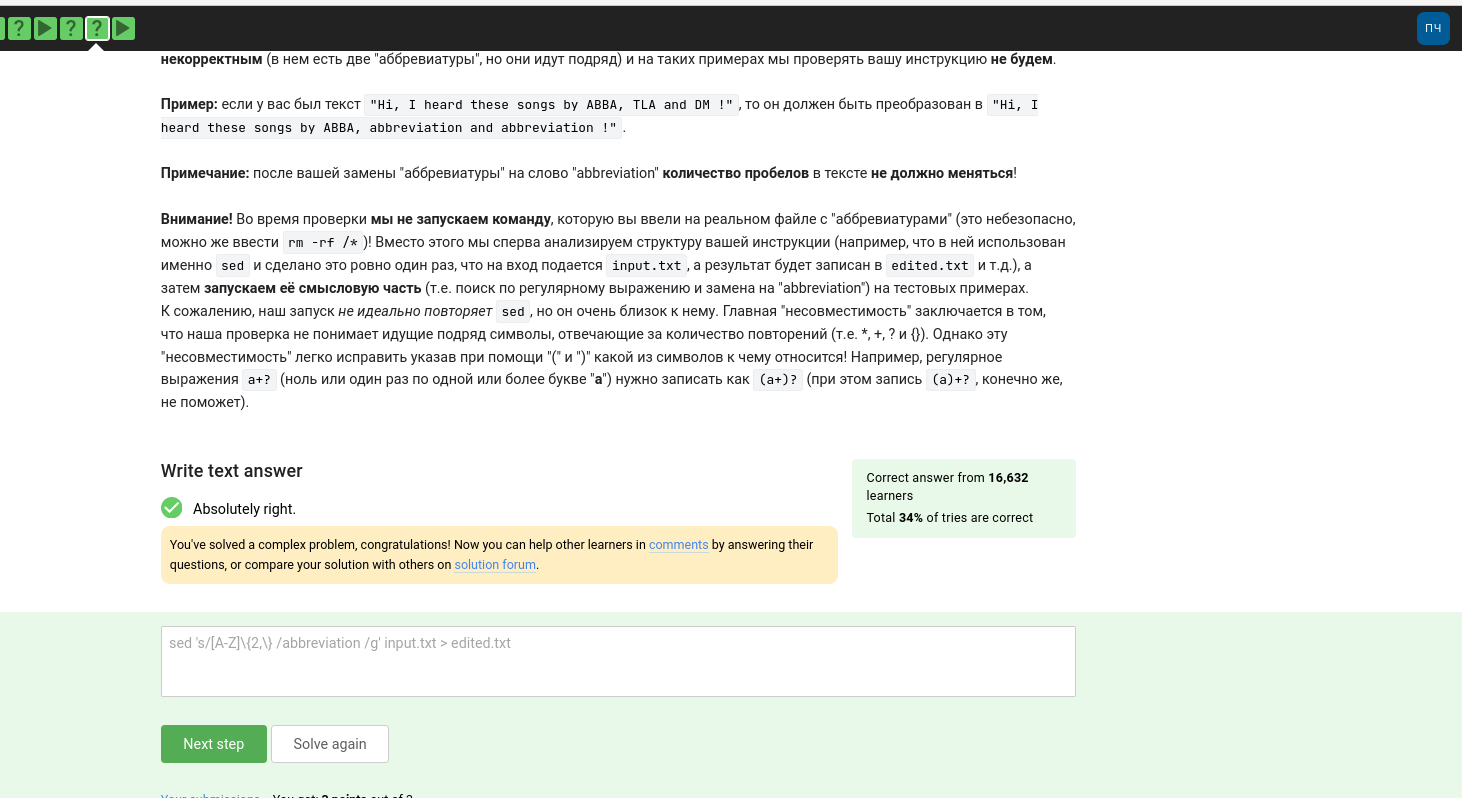 ? ? ?
ПЧ
некорректным (в нем есть две "аббревиатуры", но они идут подряд) и на таких примерах мы проверять вашу инструкцию не будем.
Пример: если у вас был текст "Hi, I heard these songs by ABBA, TLA and DM !", то он должен быть преобразован в "Hi, I
heard these songs by ABBA, abbreviation and abbreviation !".
Примечание: после вашей замены "аббревиатуры" на слово "abbreviation" количество пробелов в тексте не должно меняться!
Внимание! Во время проверки мы не запускаем команду, которую вы ввели на реальном файле с "аббревиатурами" (это небезопасно,
можно же ввести rm -rf /*)! Вместо этого мы сперва анализируем структуру вашей инструкции (например, что в ней использован
именно sed и сделано это ровно один раз, что на вход подается input.txt, а результат будет записан в edited.txt и т.д.), а
затем запускаем её смысловую часть (т.е. поиск по регулярному выражению и замена на "abbreviation") на тестовых примерах.
К сожалению, наш запуск не идеально повторяет sed, но он очень близок к нему. Главная "несовместимость" заключается в том,
что наша проверка не понимает идущие подряд символы, отвечающие за количество повторений (т.е. *, +, ? и {}). Однако эту
"несовместимость" легко исправить указав при помощи "(" и ")" какой из символов к чему относится! Например, регулярное
выражения a+? (ноль или один раз по одной или более букве "a") нужно записать как (a+)? (при этом запись (a)+?, конечно же,
не поможет).
Write text answer
Absolutely right.
You've solved a complex problem, congratulations! Now you can help other learners in comments by answering their
questions, or compare your solution with others on solution forum.
Correct answer from 16,632
learners
Total 34% of tries are correct
sed 's/[A-Z]\{2,\} /abbreviation /g' input.txt > edited.txt
Next step Solve again
Your submissions You got: 2 points out of 2